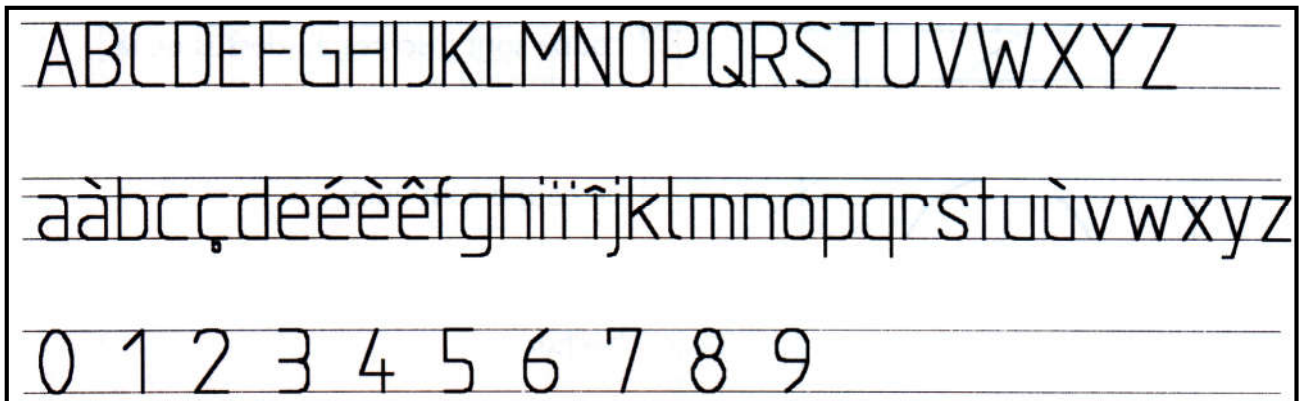 ABCDEFGHIJKLMNOPQRSTUVWXYZ
aàbcçdeéèêfghiïîjklmnopqrstuùvwxyz
0 1 2 3 4 5 6 7 8 9